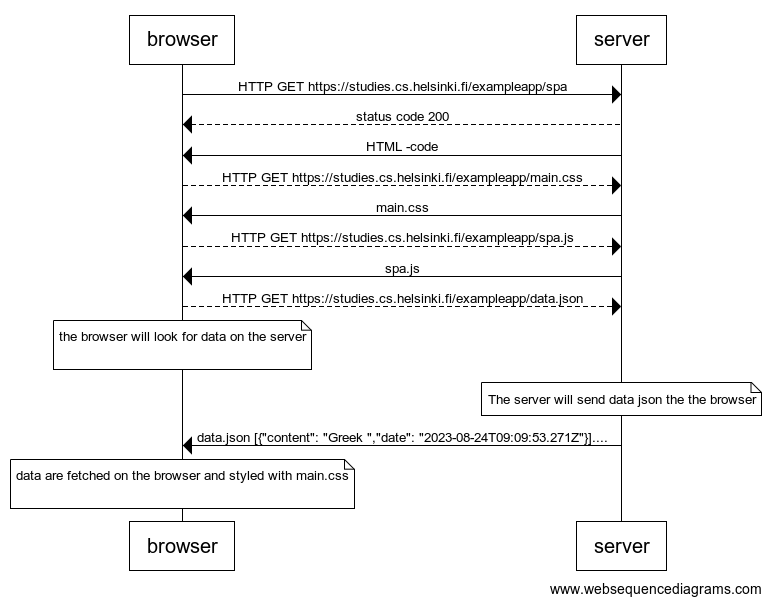 browser server
HTTP GET https://studies.cs.helsinki.fi/exampleapp/spa
status code 200
HTML -code
HTTP GET https://studies.cs.helsinki.fi/exampleapp/main.css
main.css
HTTP GET https://studies.cs.helsinki.fi/exampleapp/spa.js
spa.js
HTTP GET https://studies.cs.helsinki.fi/exampleapp/data.json
the browser will look for data on the server
The server will send data json the the browser
data.json [{"content": "Greek ","date": "2023-08-24T09:09:53.271Z"}]....
data are fetched on the browser and styled with main.css
browser server
www.websequencediagrams.com